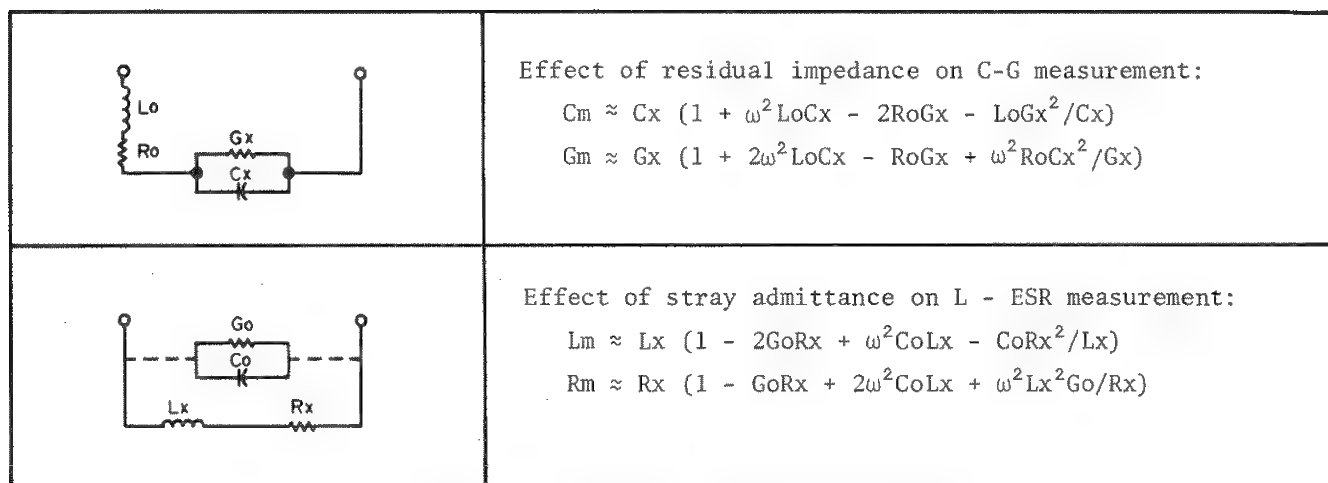 Lo
Ro
Gx
Cx
Effect of residual impedance on C-G measurement:
Cm ≈ Cx (1 + ω²LoCx - 2RoGx - LoGx²/Cx)
Gm ≈ Gx (1 + 2ω²LoCx - RoGx + ω²RoCx²/Gx)
Go
Co
Lx Rx
Effect of stray admittance on L - ESR measurement:
Lm ≈ Lx (1 - 2GoRx + ω²CoLx - CoRx²/Lx)
Rm ≈ Rx (1 - GoRx + 2ω²CoLx + ω²Lx²Go/Rx)